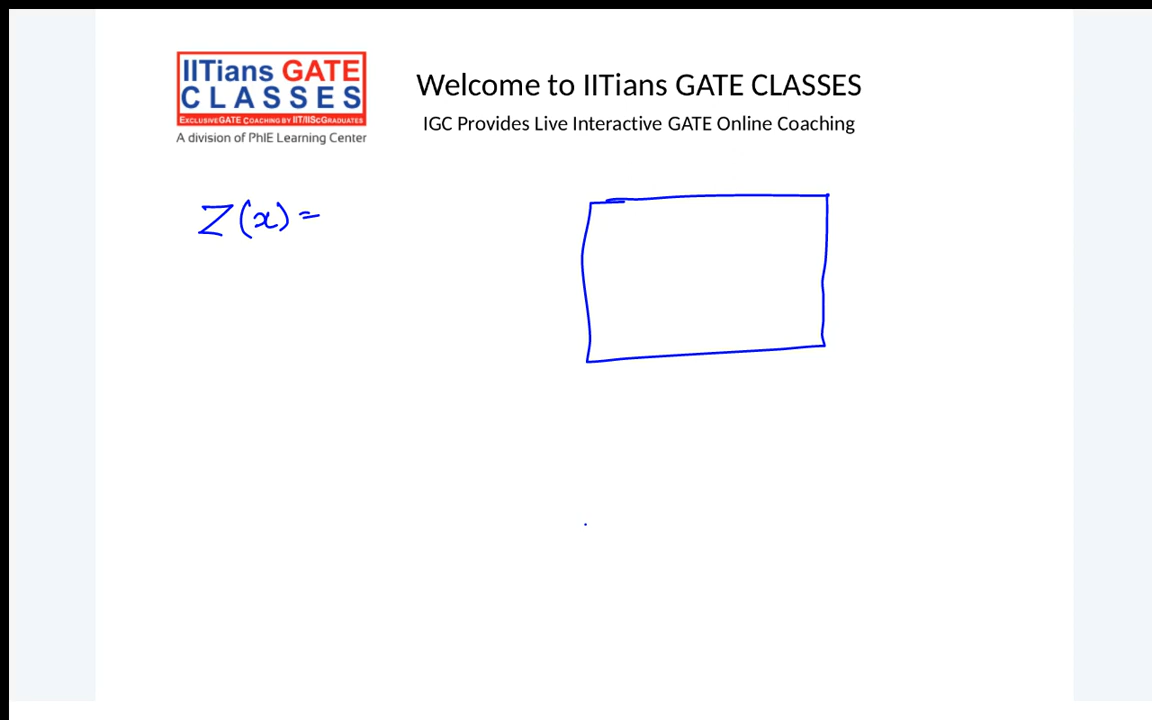 IITians GATE
CLASSES
EXCLUSIVE GATE COACHING BY IIT/IISc GRADUATES
A division of PhIE Learning Center
Welcome to IITians GATE CLASSES
IGC Provides Live Interactive GATE Online Coaching
Z(x) =